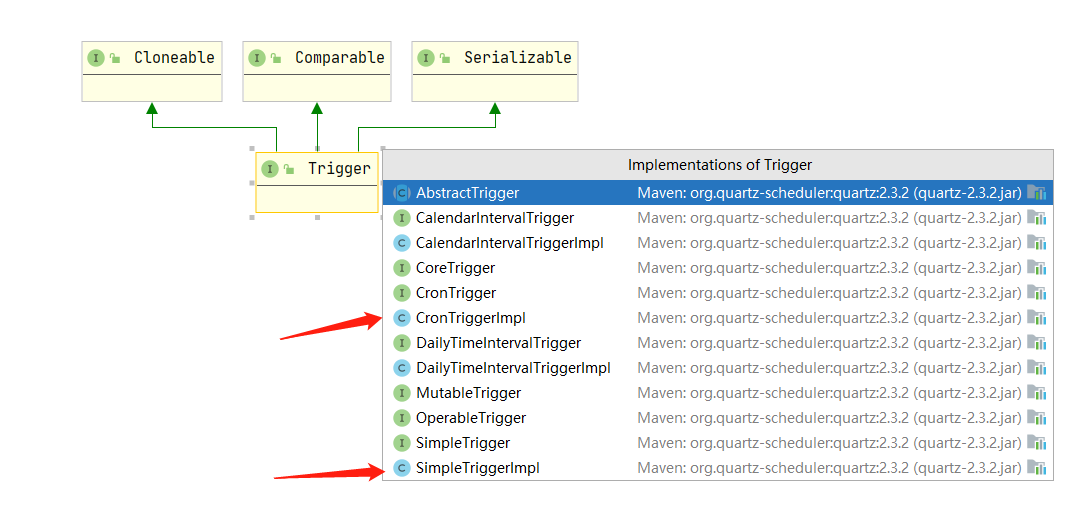 Cloneable Comparable Serializable
Trigger
Implementations of Trigger
AbstractTrigger Maven: org.quartz-scheduler:quartz:2.3.2 (quartz-2.3.2.jar)
CalendarIntervalTrigger Maven: org.quartz-scheduler:quartz:2.3.2 (quartz-2.3.2.jar)
CalendarIntervalTriggerImpl Maven: org.quartz-scheduler:quartz:2.3.2 (quartz-2.3.2.jar)
CoreTrigger Maven: org.quartz-scheduler:quartz:2.3.2 (quartz-2.3.2.jar)
CronTrigger Maven: org.quartz-scheduler:quartz:2.3.2 (quartz-2.3.2.jar)
CronTriggerImpl Maven: org.quartz-scheduler:quartz:2.3.2 (quartz-2.3.2.jar)
DailyTimeIntervalTrigger Maven: org.quartz-scheduler:quartz:2.3.2 (quartz-2.3.2.jar)
DailyTimeIntervalTriggerImpl Maven: org.quartz-scheduler:quartz:2.3.2 (quartz-2.3.2.jar)
MutableTrigger Maven: org.quartz-scheduler:quartz:2.3.2 (quartz-2.3.2.jar)
OperableTrigger Maven: org.quartz-scheduler:quartz:2.3.2 (quartz-2.3.2.jar)
SimpleTrigger Maven: org.quartz-scheduler:quartz:2.3.2 (quartz-2.3.2.jar)
SimpleTriggerImpl Maven: org.quartz-scheduler:quartz:2.3.2 (quartz-2.3.2.jar)